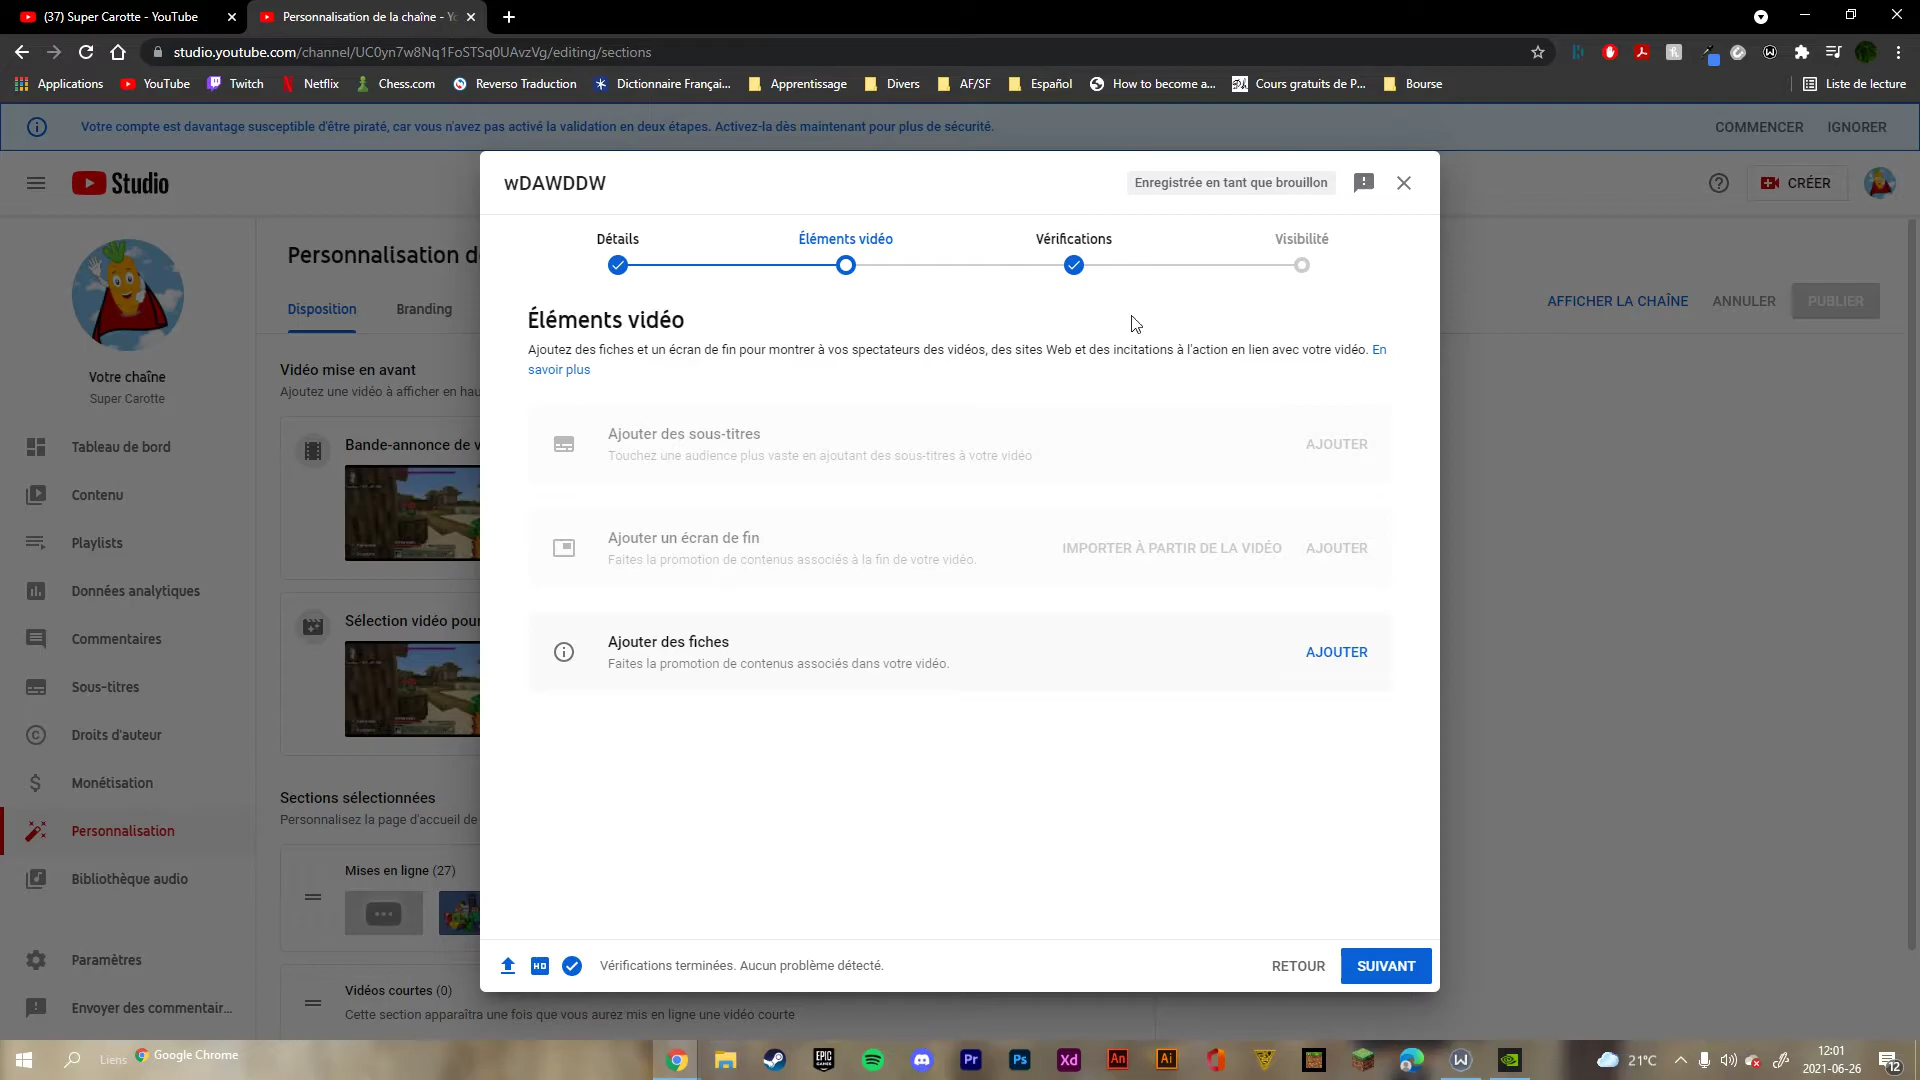 (37) Super Carotte - YouTube
Personnalisation de la chaîne - Yo
studio.youtube.com/channel/UC0yn7w8Nq1FoSTSq0UAvzVg/editing/sections
Applications
YouTube
Twitch
Netflix
Chess.com
Reverso Traduction
Dictionnaire Françai...
Apprentissage
Divers
AF/SF
Español
How to become a...
Cours gratuits de P...
Bourse
Liste de lecture
Votre compte est davantage susceptible d'être piraté, car vous n'avez pas activé la validation en deux étapes. Activez-la dès maintenant pour plus de sécurité.
COMMENCER
IGNORER
Studio
CRÉER
Votre chaîne
Super Carotte
Tableau de bord
Contenu
Playlists
Données analytiques
Commentaires
Sous-titres
Droits d'auteur
Monétisation
Personnalisation
Bibliothèque audio
Paramètres
Envoyer des commentair...
Personnalisation d
Disposition
Branding
AFFICHER LA CHAÎNE
ANNULER
PUBLIER
Vidéo mise en avant
Ajoutez une vidéo à afficher en hau
Bande-annonce de v
Sélection vidéo pour
Sections sélectionnées
Personnalisez la page d'accueil de
Mises en ligne (27)
Vidéos courtes (0)
Cette section apparaîtra une fois que vous aurez mis en ligne une vidéo courte
wDAWDDW
Enregistrée en tant que brouillon
Détails
Éléments vidéo
Vérifications
Visibilité
Éléments vidéo
Ajoutez des fiches et un écran de fin pour montrer à vos spectateurs des vidéos, des sites Web et des incitations à l'action en lien avec votre vidéo. En
savoir plus
Ajouter des sous-titres
Touchez une audience plus vaste en ajoutant des sous-titres à votre vidéo
AJOUTER
Ajouter un écran de fin
Faites la promotion de contenus associés à la fin de votre vidéo.
IMPORTER À PARTIR DE LA VIDÉO
AJOUTER
Ajouter des fiches
Faites la promotion de contenus associés dans votre vidéo.
AJOUTER
HD
Vérifications terminées. Aucun problème détecté.
RETOUR
SUIVANT
Liens
Google Chrome
EPIC GAMES
Pr
Ps
Xd
An
Ai
21°C
12:01
2021-06-26
12